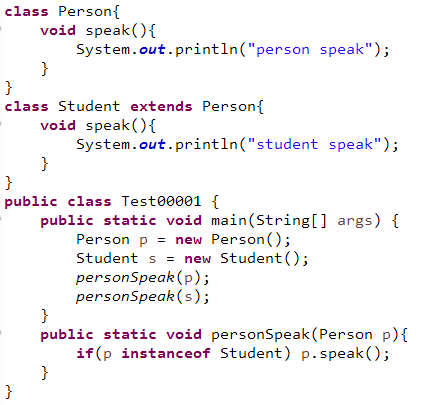 class Person{
    void speak(){
        System.out.println("person speak");
    }
}
class Student extends Person{
    void speak(){
        System.out.println("student speak");
    }
}
public class Test00001 {
    public static void main(String[] args) {
        Person p = new Person();
        Student s = new Student();
        personSpeak(p);
        personSpeak(s);
    }
    public static void personSpeak(Person p){
        if(p instanceof Student) p.speak();
    }
}